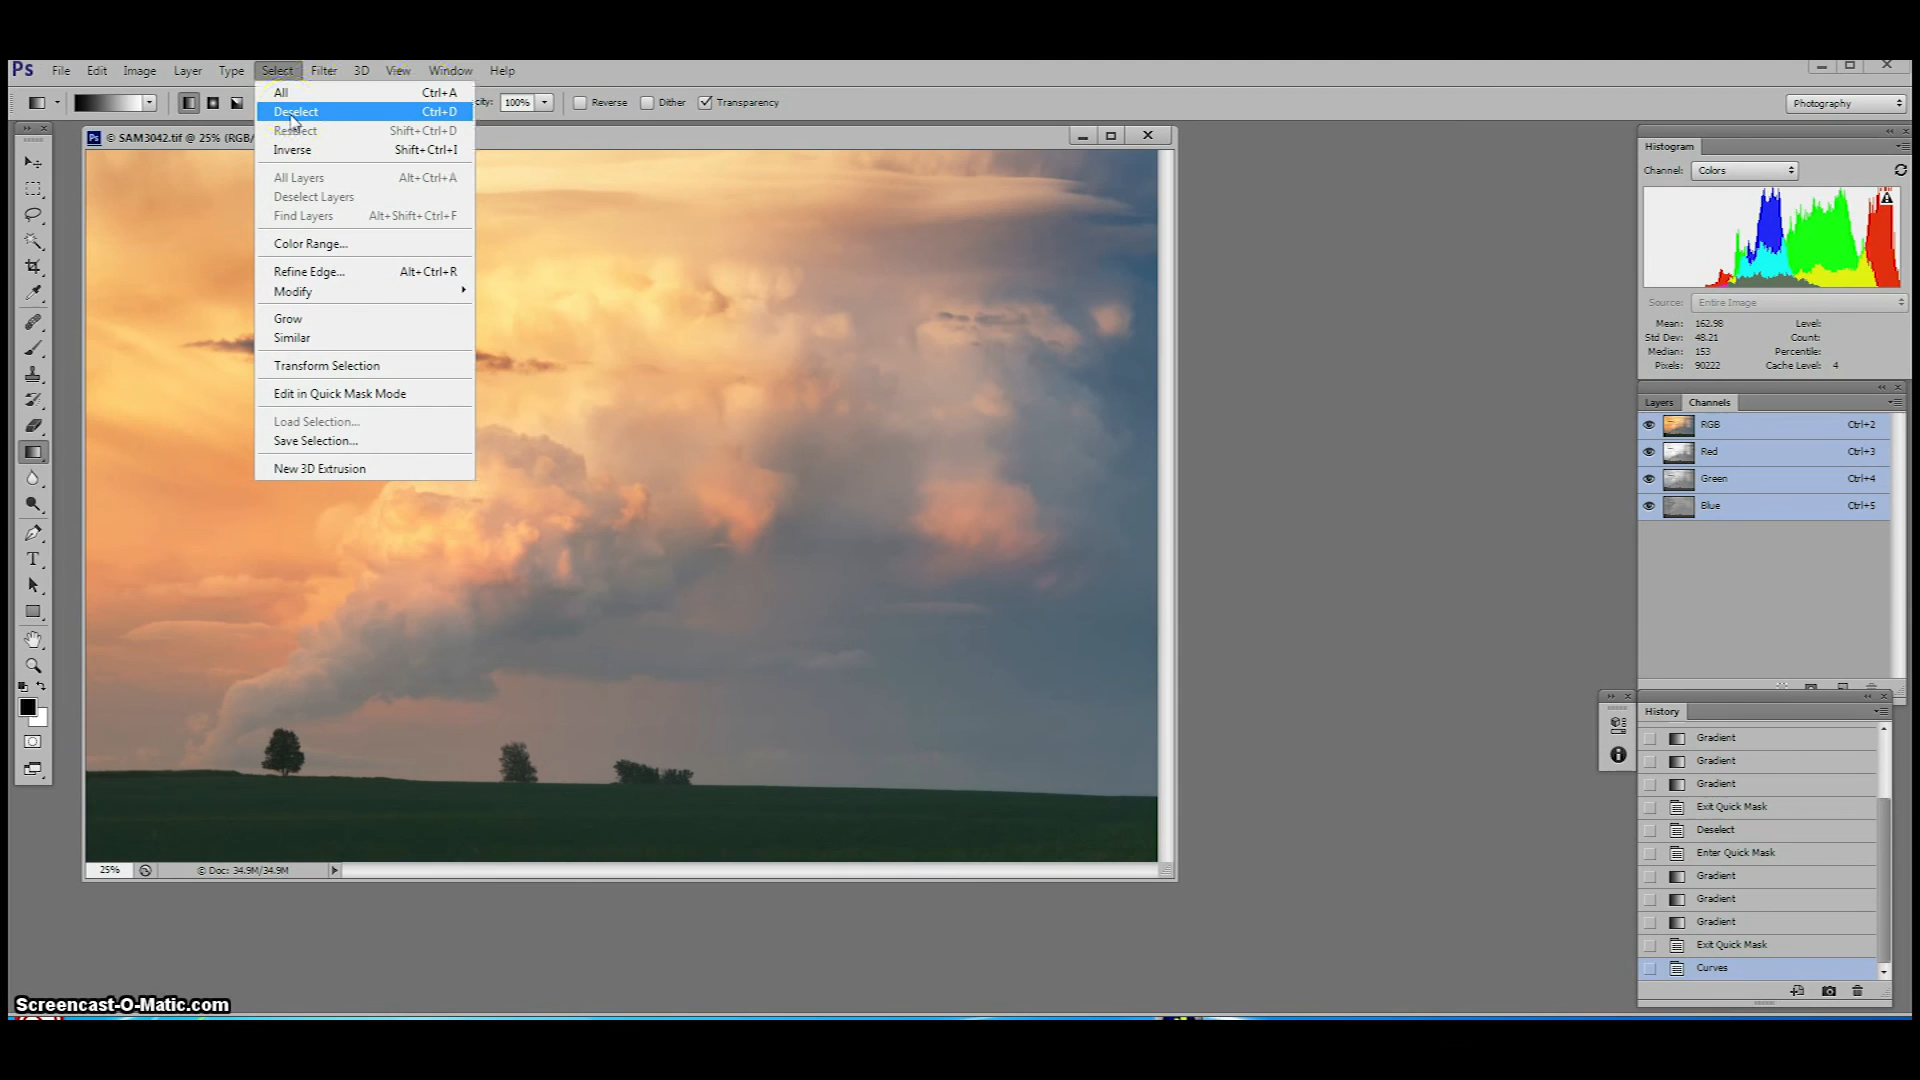 Ps File Edit Image Layer Type Select Filter 3D View Window Help
city: 100% Reverse Dither Transparency Photography
Ps © SAM3042.tif @ 25% (RGB/
All Ctrl+A
Deselect Ctrl+D
Reselect Shift+Ctrl+D
Inverse Shift+Ctrl+I
All Layers Alt+Ctrl+A
Deselect Layers
Find Layers Alt+Shift+Ctrl+F
Color Range...
Refine Edge... Alt+Ctrl+R
Modify
Grow
Similar
Transform Selection
Edit in Quick Mask Mode
Load Selection...
Save Selection...
New 3D Extrusion
T
25% © Doc: 34.9M/34.9M
Histogram
Channel: Colors
Source: Entire Image
Mean: 162.98 Level:
Std Dev: 48.21 Count:
Median: 153 Percentile:
Pixels: 90222 Cache Level: 4
Layers Channels
RGB Ctrl+2
Red Ctrl+3
Green Ctrl+4
Blue Ctrl+5
History
Gradient
Gradient
Gradient
Exit Quick Mask
Deselect
Enter Quick Mask
Gradient
Gradient
Gradient
Exit Quick Mask
Curves
Screencast-O-Matic.com